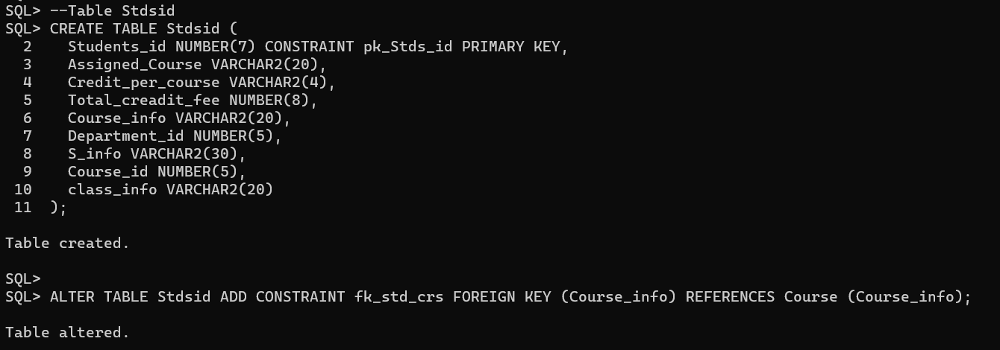 SQL> --Table Stdsid
SQL> CREATE TABLE Stdsid (
  2    Students_id NUMBER(7) CONSTRAINT pk_Stds_id PRIMARY KEY,
  3    Assigned_Course VARCHAR2(20),
  4    Credit_per_course VARCHAR2(4),
  5    Total_creadit_fee NUMBER(8),
  6    Course_info VARCHAR2(20),
  7    Department_id NUMBER(5),
  8    S_info VARCHAR2(30),
  9    Course_id NUMBER(5),
 10    class_info VARCHAR2(20)
 11  );
Table created.
SQL>
SQL> ALTER TABLE Stdsid ADD CONSTRAINT fk_std_crs FOREIGN KEY (Course_info) REFERENCES Course (Course_info);
Table altered.